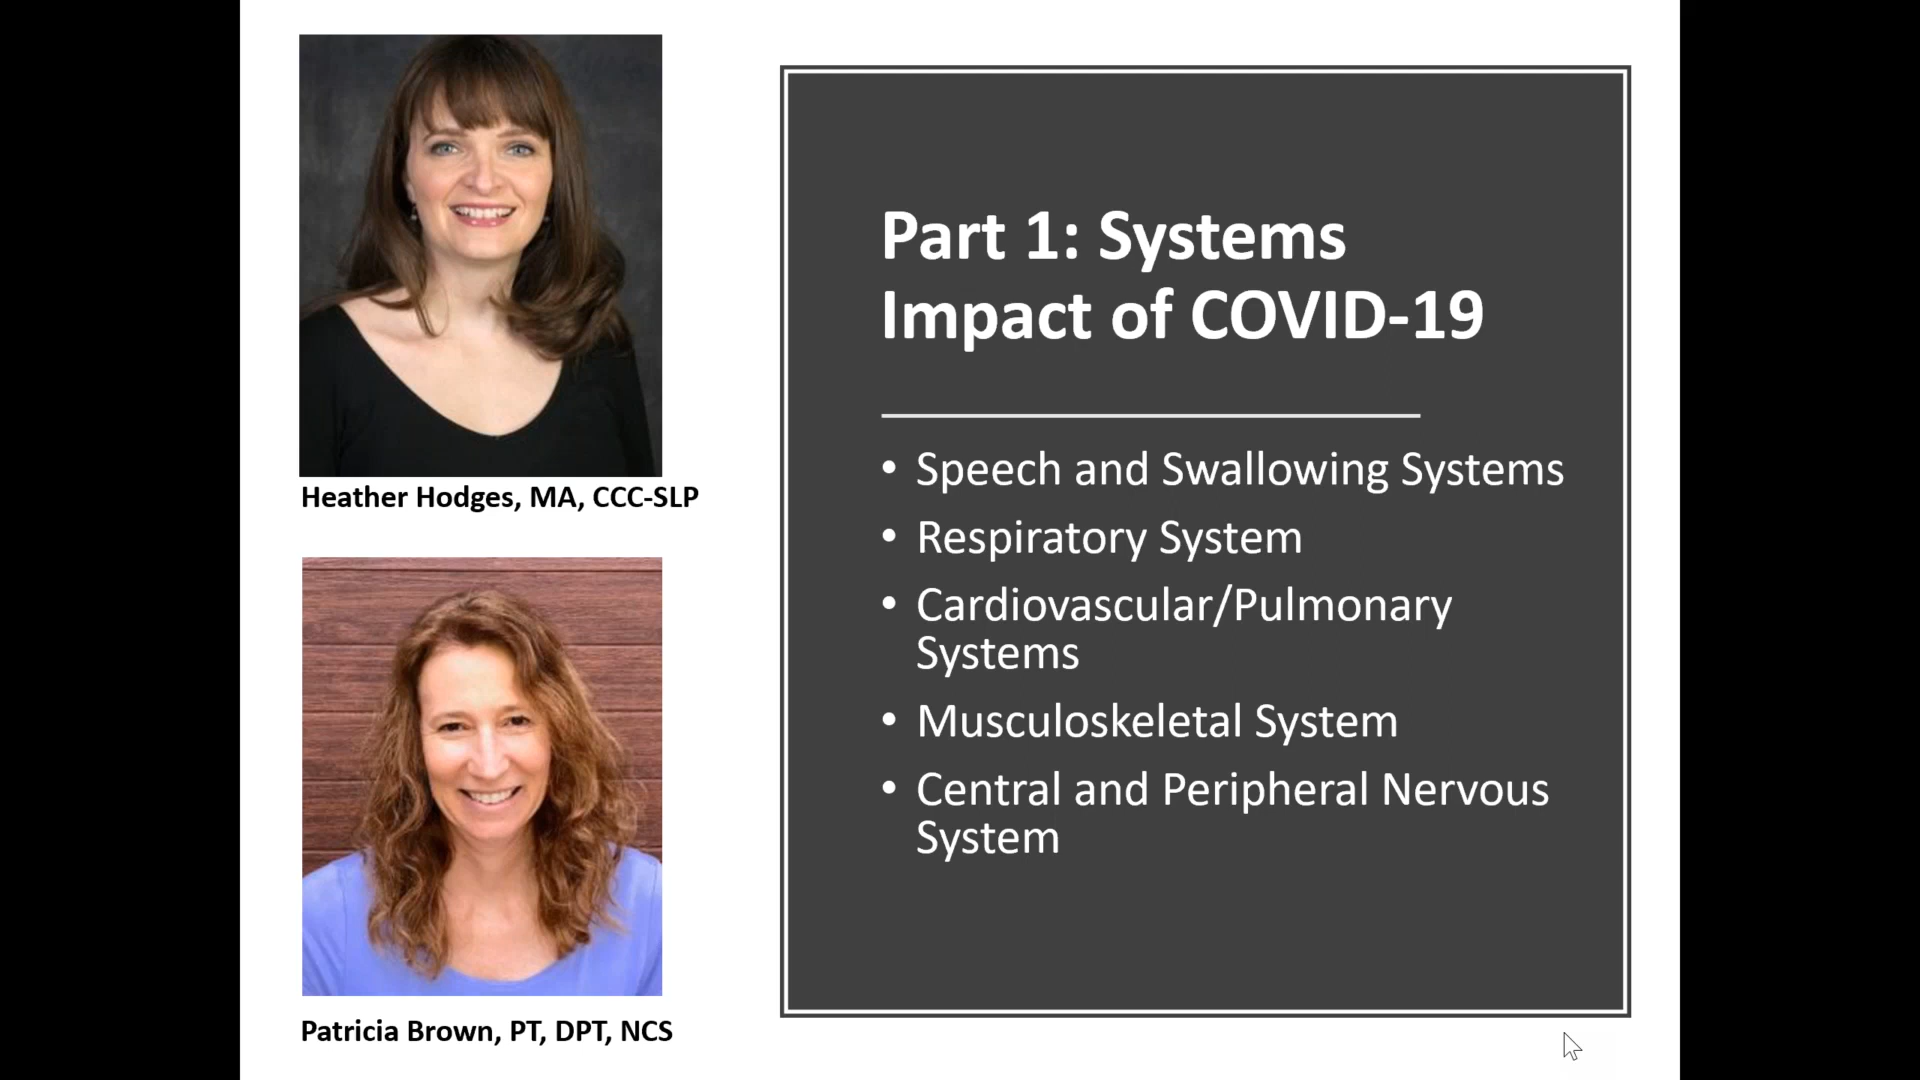 Heather Hodges, MA, CCC-SLP
Patricia Brown, PT, DPT, NCS
Part 1: Systems
Impact of COVID-19
• Speech and Swallowing Systems
• Respiratory System
• Cardiovascular/Pulmonary
Systems
• Musculoskeletal System
• Central and Peripheral Nervous
System